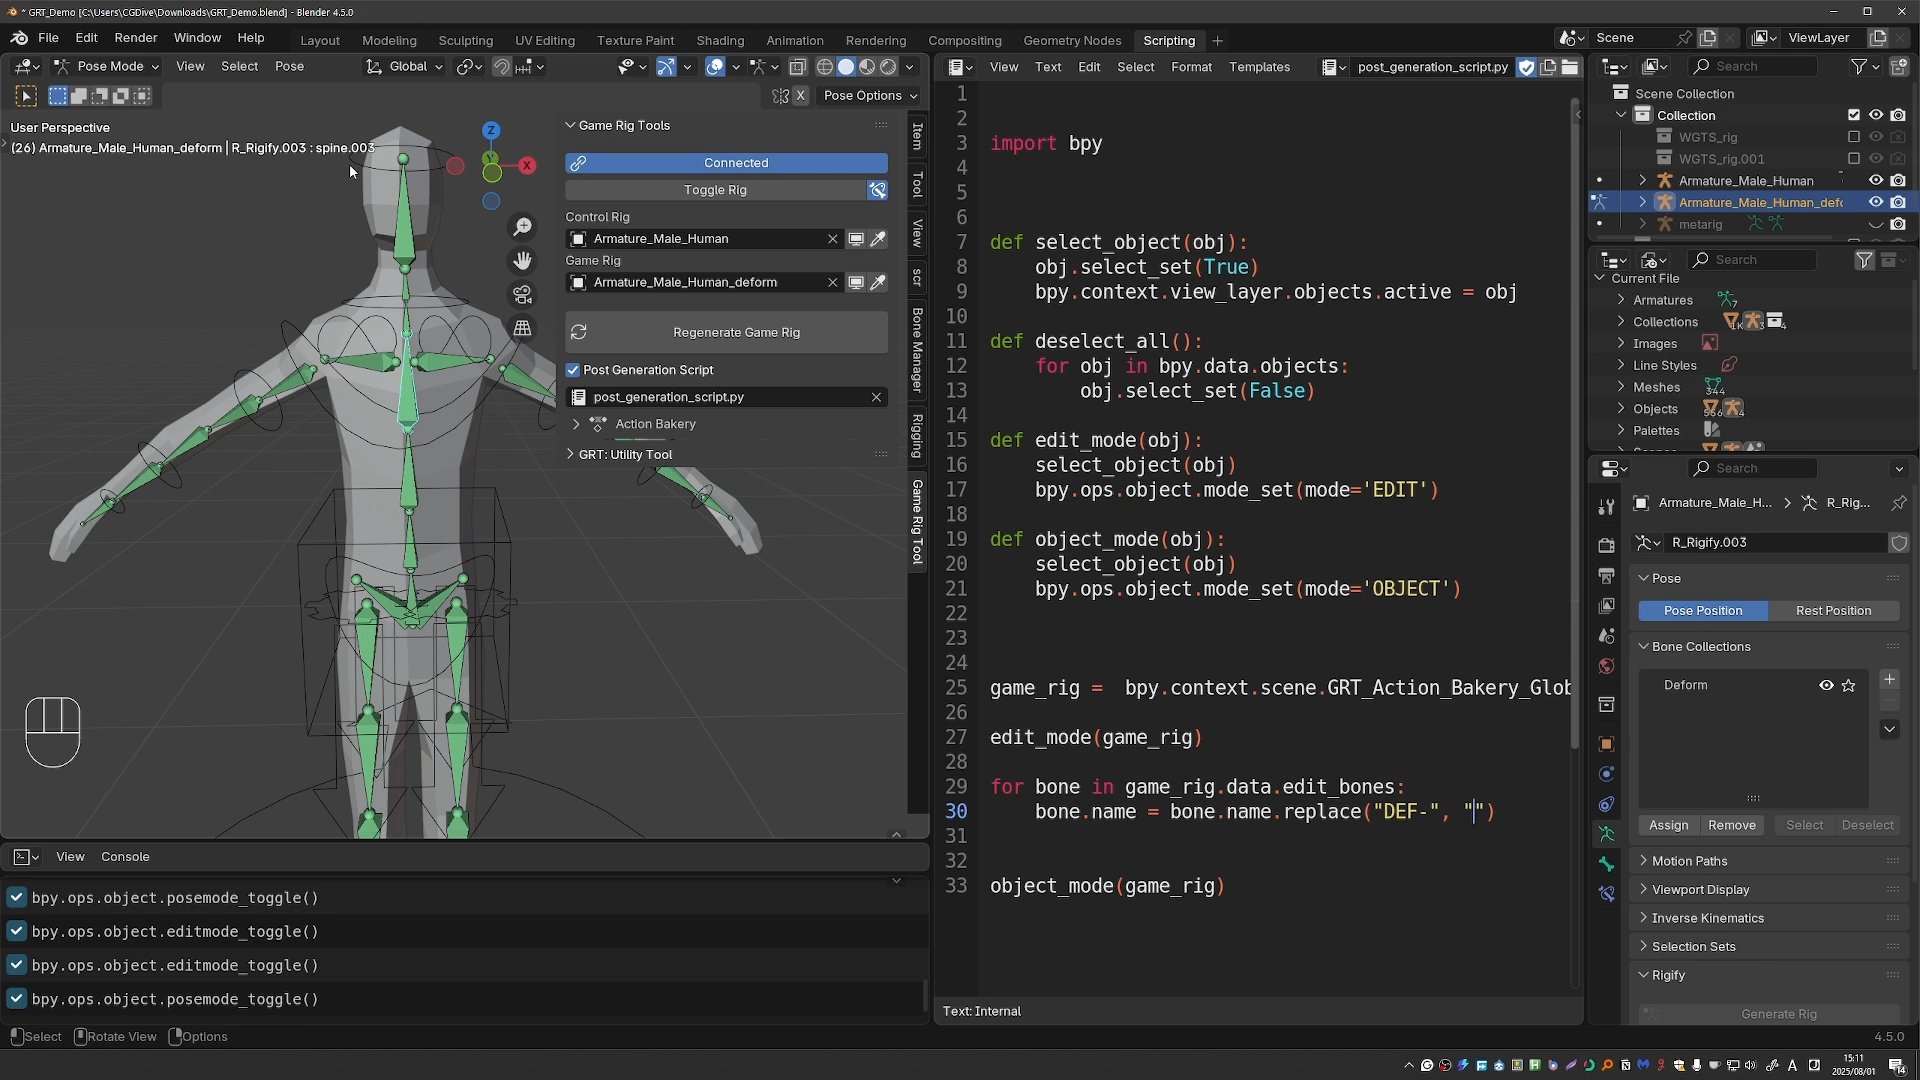 * GRT_Demo [C:\Users\CGDive\Downloads\GRT_Demo.blend] - Blender 4.5.0
File Edit Render Window Help
Layout Modeling Sculpting UV Editing Texture Paint Shading Animation Rendering Compositing Geometry Nodes Scripting
Scene
ViewLayer
Pose Mode View Select Pose
Global
X Pose Options
User Perspective
(26) Armature_Male_Human_deform | R_Rigify.003 : spine.003
Z
Y
X
Game Rig Tools
Connected
Toggle Rig
Control Rig
Armature_Male_Human
Game Rig
Armature_Male_Human_deform
Regenerate Game Rig
Post Generation Script
post_generation_script.py
Action Bakery
GRT: Utility Tool
Item
Tool
View
scr
Bone Manager
Rigging
Game Rig Tool
View Console
bpy.ops.object.posemode_toggle()
bpy.ops.object.editmode_toggle()
bpy.ops.object.editmode_toggle()
bpy.ops.object.posemode_toggle()
View Text Edit Select Format Templates
post_generation_script.py
1
2
3 import bpy
4
5
6
7 def select_object(obj):
8 obj.select_set(True)
9 bpy.context.view_layer.objects.active = obj
10
11 def deselect_all():
12 for obj in bpy.data.objects:
13 obj.select_set(False)
14
15 def edit_mode(obj):
16 select_object(obj)
17 bpy.ops.object.mode_set(mode='EDIT')
18
19 def object_mode(obj):
20 select_object(obj)
21 bpy.ops.object.mode_set(mode='OBJECT')
22
23
24
25 game_rig = bpy.context.scene.GRT_Action_Bakery_Glob
26
27 edit_mode(game_rig)
28
29 for bone in game_rig.data.edit_bones:
30 bone.name = bone.name.replace("DEF-", "")
31
32
33 object_mode(game_rig)
Text: Internal
Search
Scene Collection
Collection
WGTS_rig
WGTS_rig.001
Armature_Male_Human
Armature_Male_Human_def
metarig
Search
Current File
Armatures 7
Collections
Images
Line Styles
Meshes 344
Objects
Palettes
Search
Armature_Male_H... R_Rig...
R_Rigify.003
Pose
Pose Position Rest Position
Bone Collections
Deform
Assign Remove Select Deselect
Motion Paths
Viewport Display
Inverse Kinematics
Selection Sets
Rigify
Generate Rig
Select Rotate View Options
4.5.0
15:11
2025/08/01